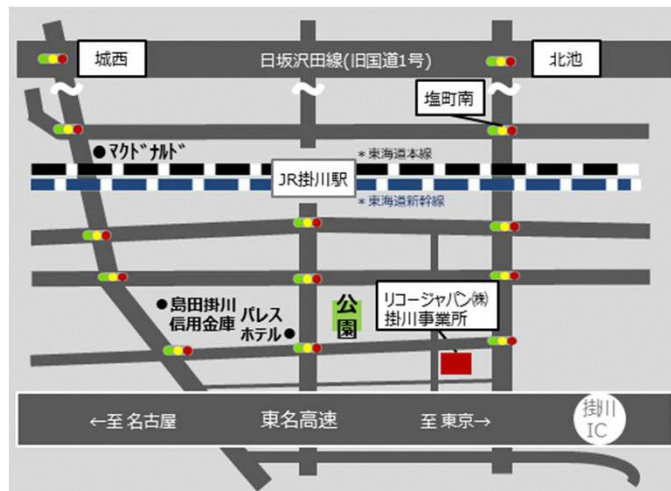 城西
日坂沢田線(旧国道1号)
北池
塩町南
●マクドナルド
*東海道本線
JR掛川駅
*東海道新幹線
●島田掛川
信用金庫
パレス
ホテル●
公
園
リコージャパン㈱
掛川事業所
←至 名古屋
東名高速
至 東京→
掛川
IC